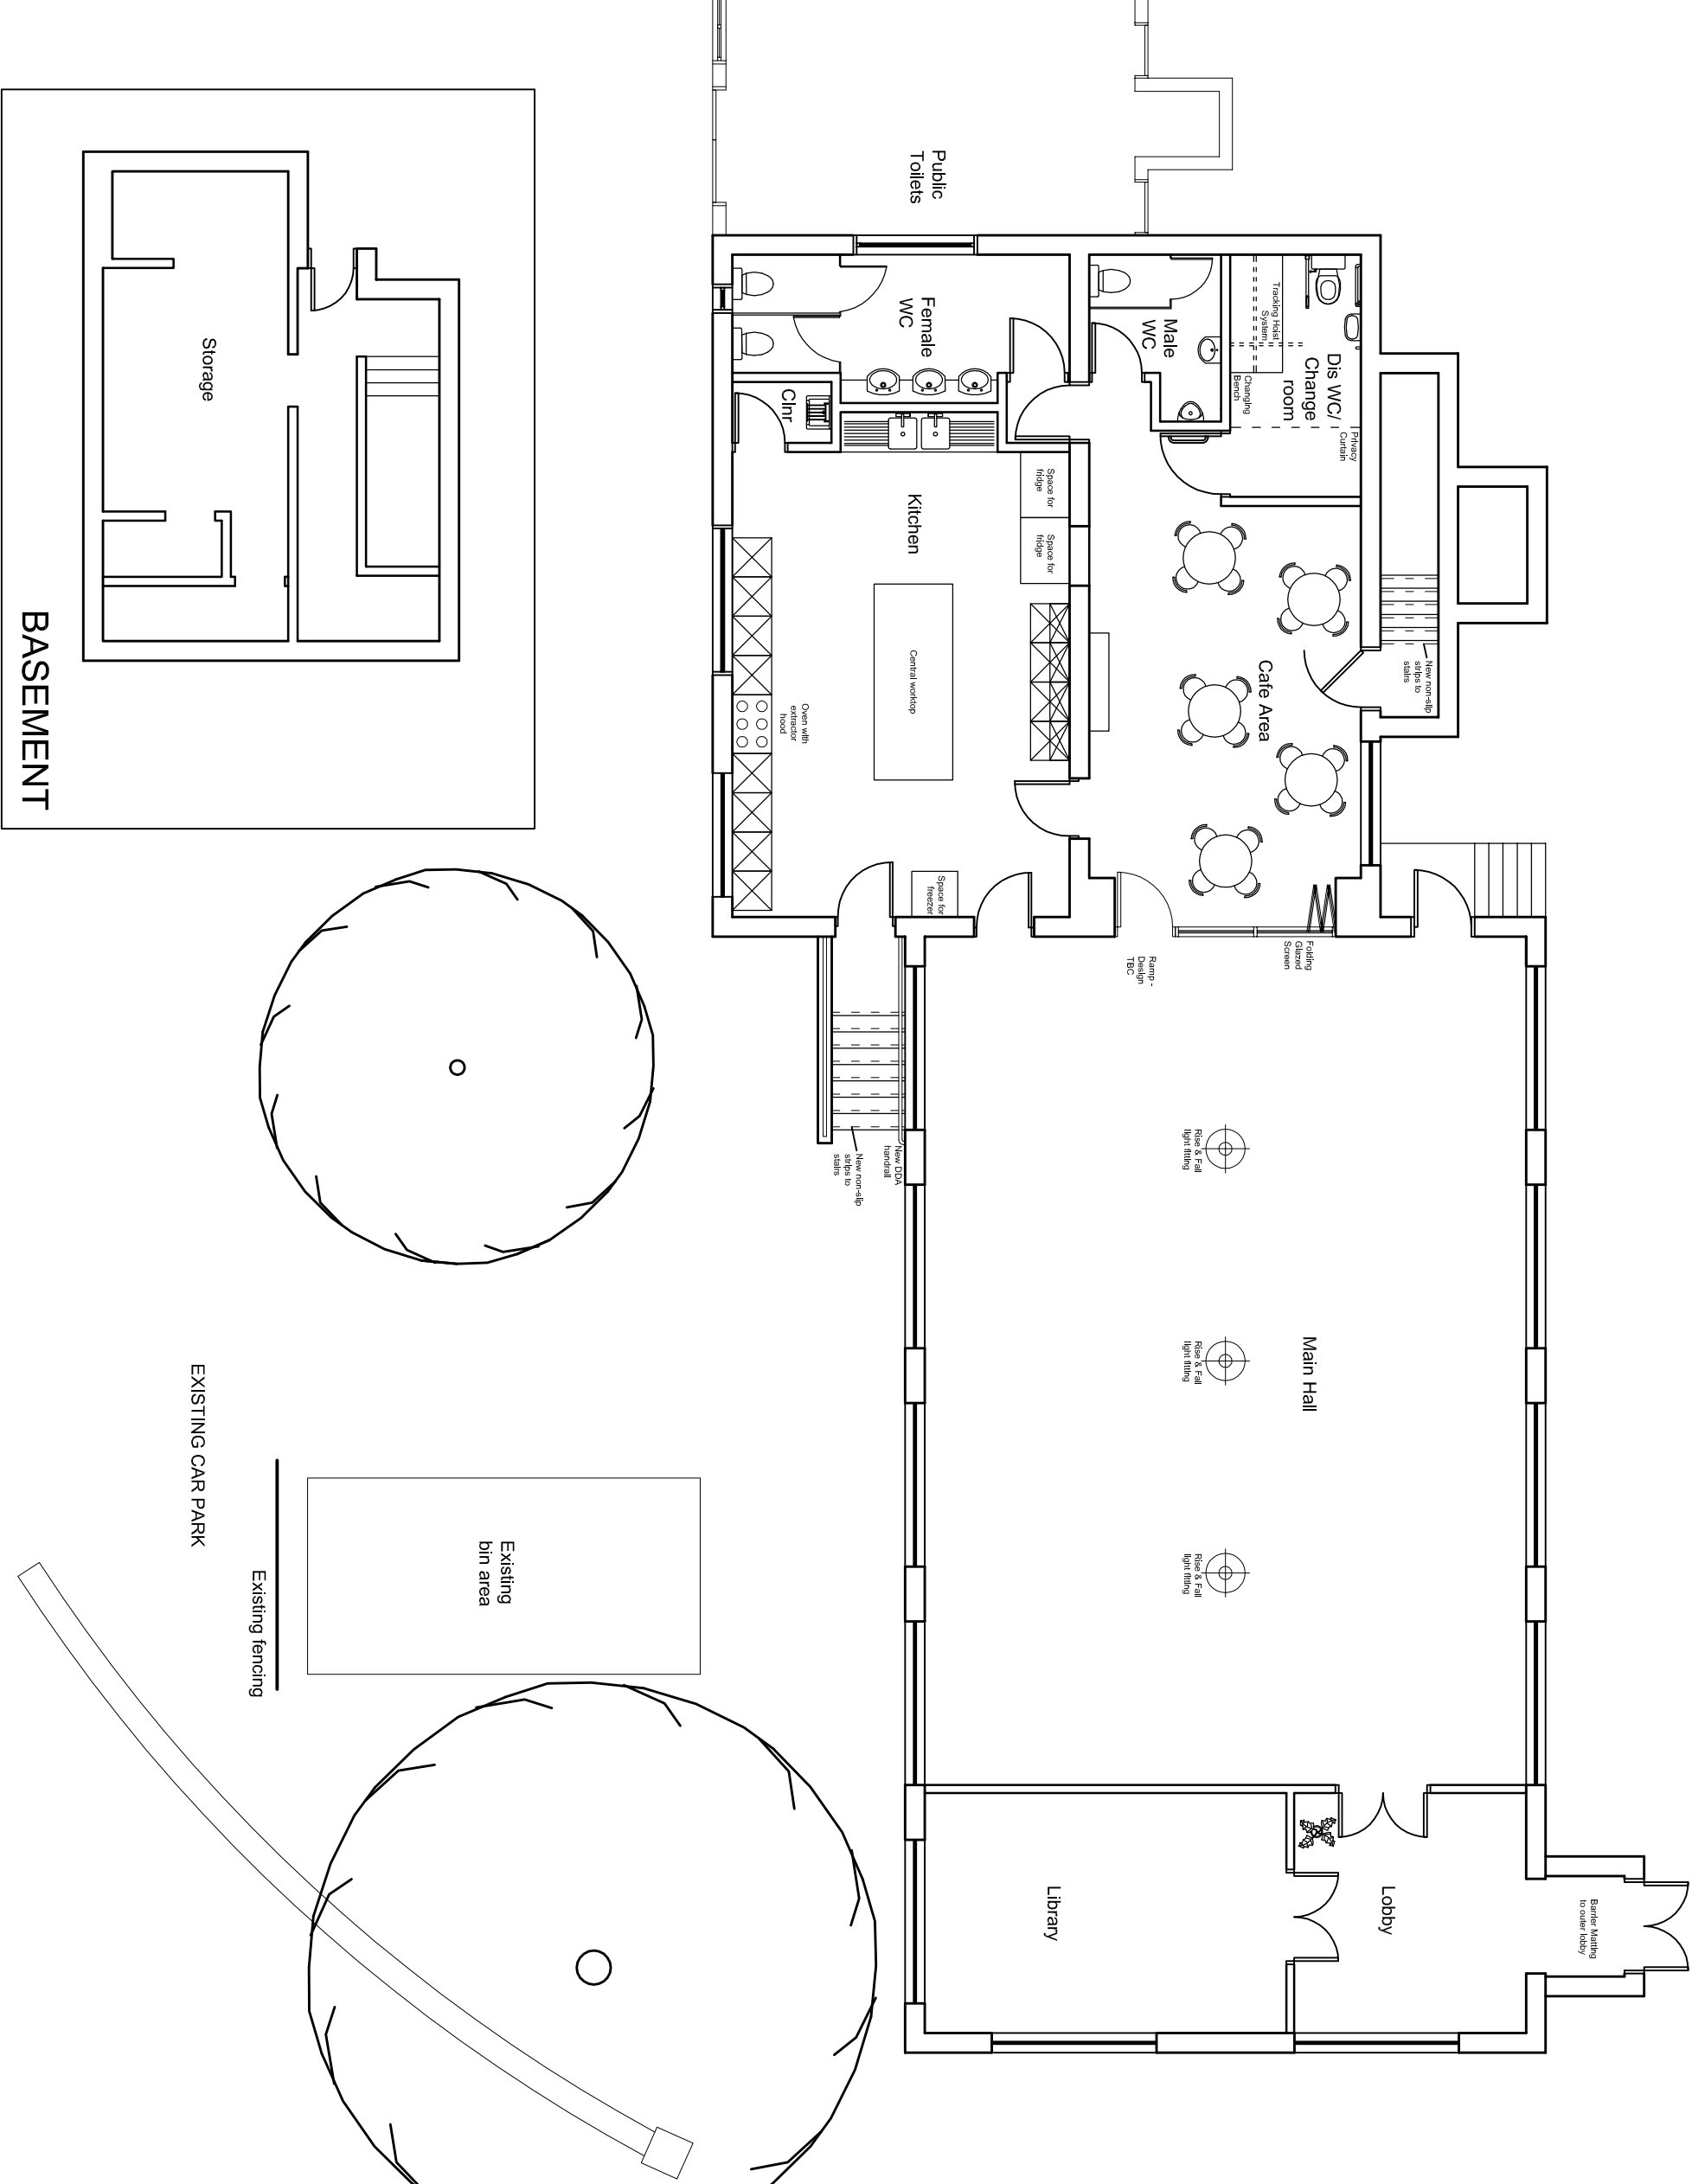 Public
Toilets
Female
WC
Male
WC
Dis WC/
Change
room
Tracking Hoist
System
Changing
Bench
Privacy
Curtain
Clnr
Kitchen
Space for
fridge
Space for
fridge
Central worktop
Oven with
extractor
hood
Space for
freezer
Cafe Area
New non-slip
strips to
stairs
Folding
Glazed
Screen
Ramp -
Design
TBC
New DDA
handrail
New non-slip
strips to
stairs
Main Hall
Rise & Fall
light fitting
Rise & Fall
light fitting
Rise & Fall
light fitting
Library
Lobby
Barrier Matting
to outer lobby
Storage
BASEMENT
EXISTING CAR PARK
Existing
bin area
Existing fencing